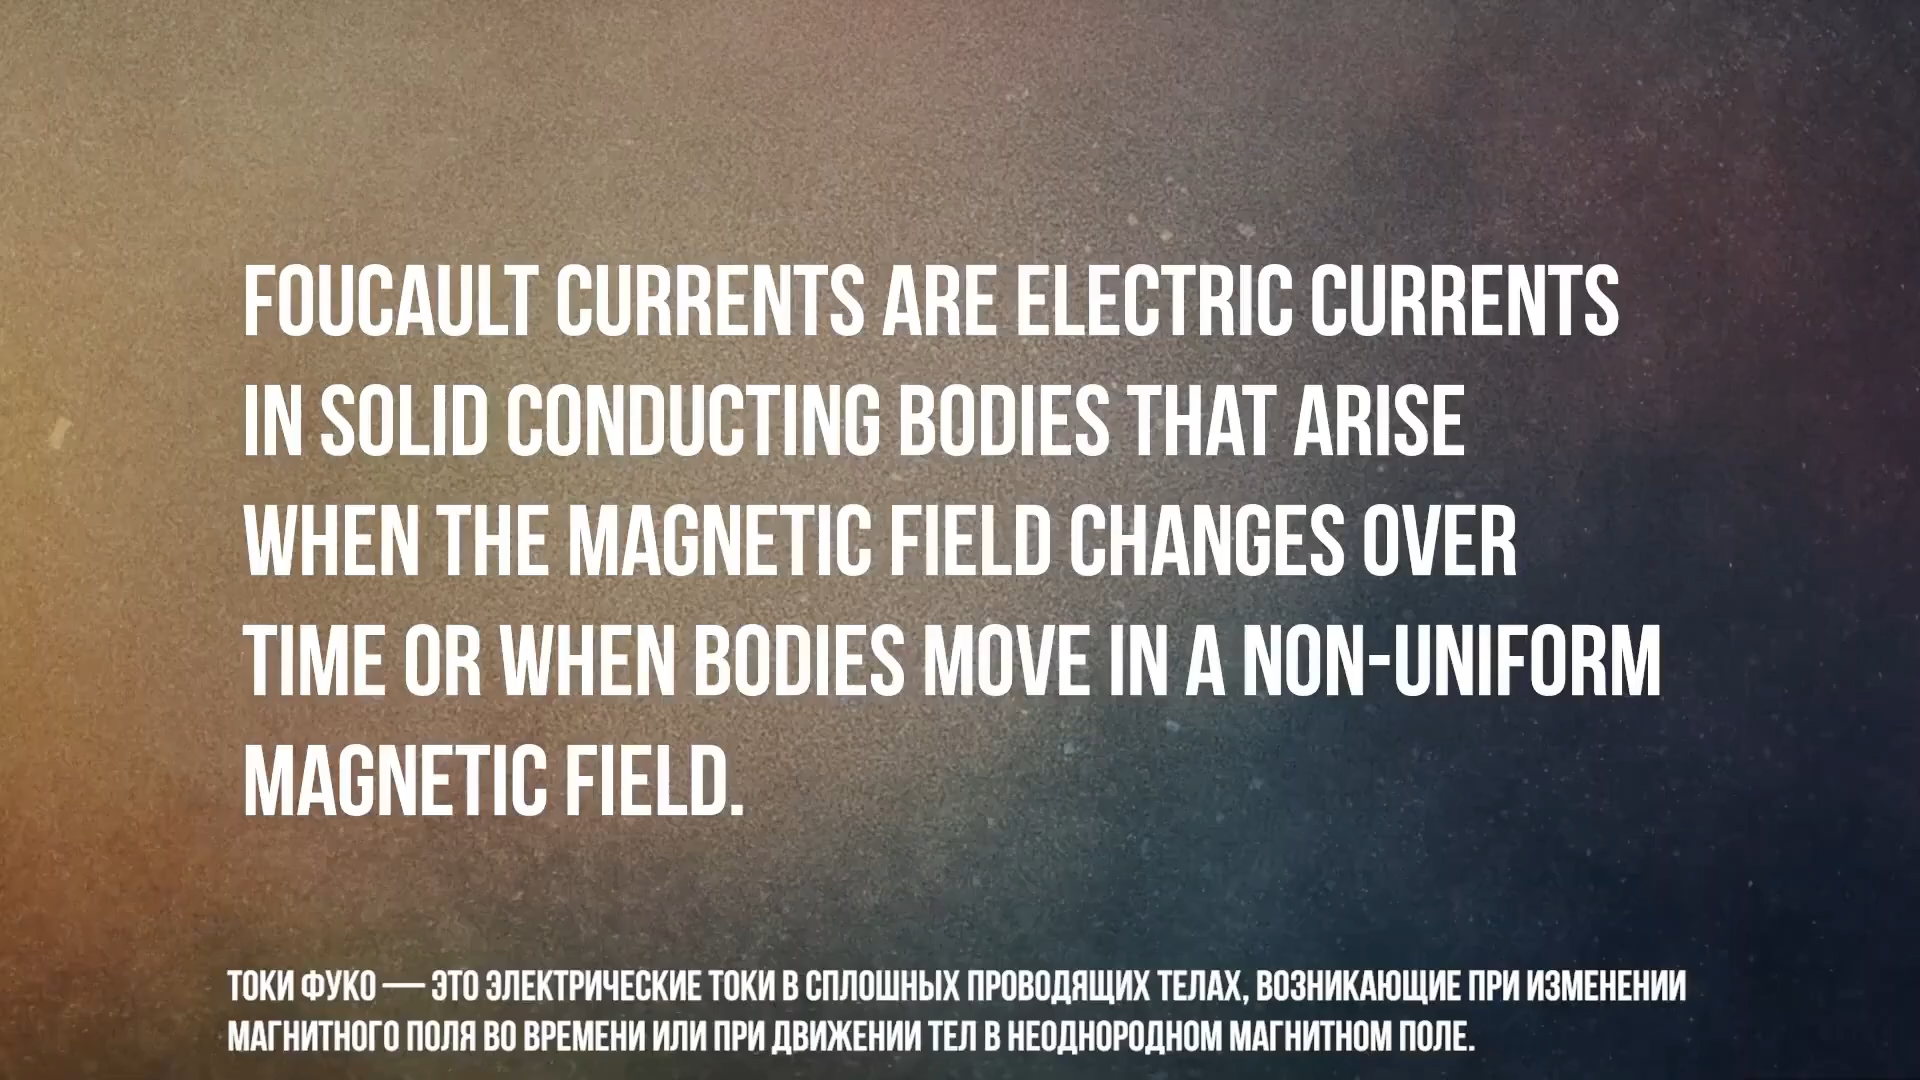 FOUCAULT CURRENTS ARE ELECTRIC CURRENTS
IN SOLID CONDUCTING BODIES THAT ARISE
WHEN THE MAGNETIC FIELD CHANGES OVER
TIME OR WHEN BODIES MOVE IN A NON-UNIFORM
MAGNETIC FIELD.
ТОКИ ФУКО — ЭТО ЭЛЕКТРИЧЕСКИЕ ТОКИ В СПЛОШНЫХ ПРОВОДЯЩИХ ТЕЛАХ, ВОЗНИКАЮЩИЕ ПРИ ИЗМЕНЕНИИ
МАГНИТНОГО ПОЛЯ ВО ВРЕМЕНИ ИЛИ ПРИ ДВИЖЕНИИ ТЕЛ В НЕОДНОРОДНОМ МАГНИТНОМ ПОЛЕ.